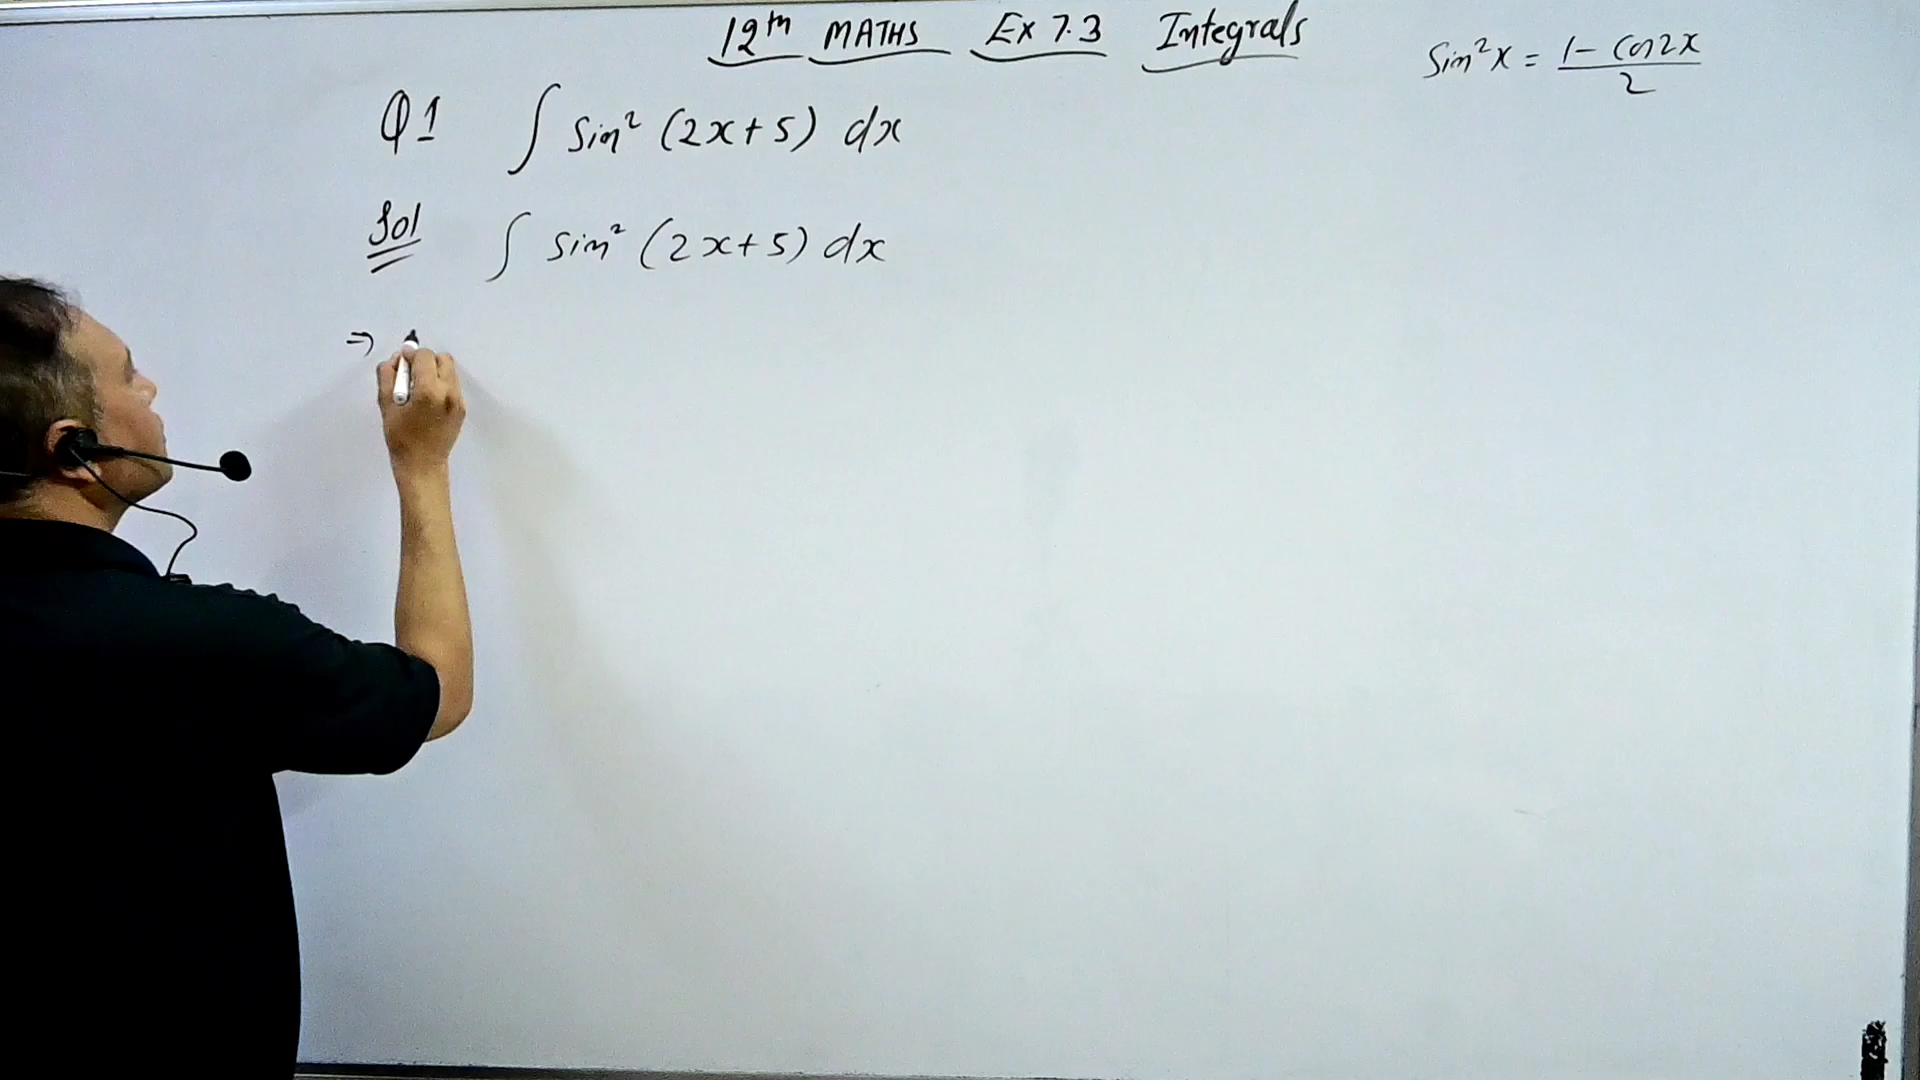 12th MATHS Ex 7.3 Integrals
Sin²x = (1 - Cos2x)/2
Q1 ∫ Sin² (2x+5) dx
Sol ∫ Sin² (2x+5) dx
⇒